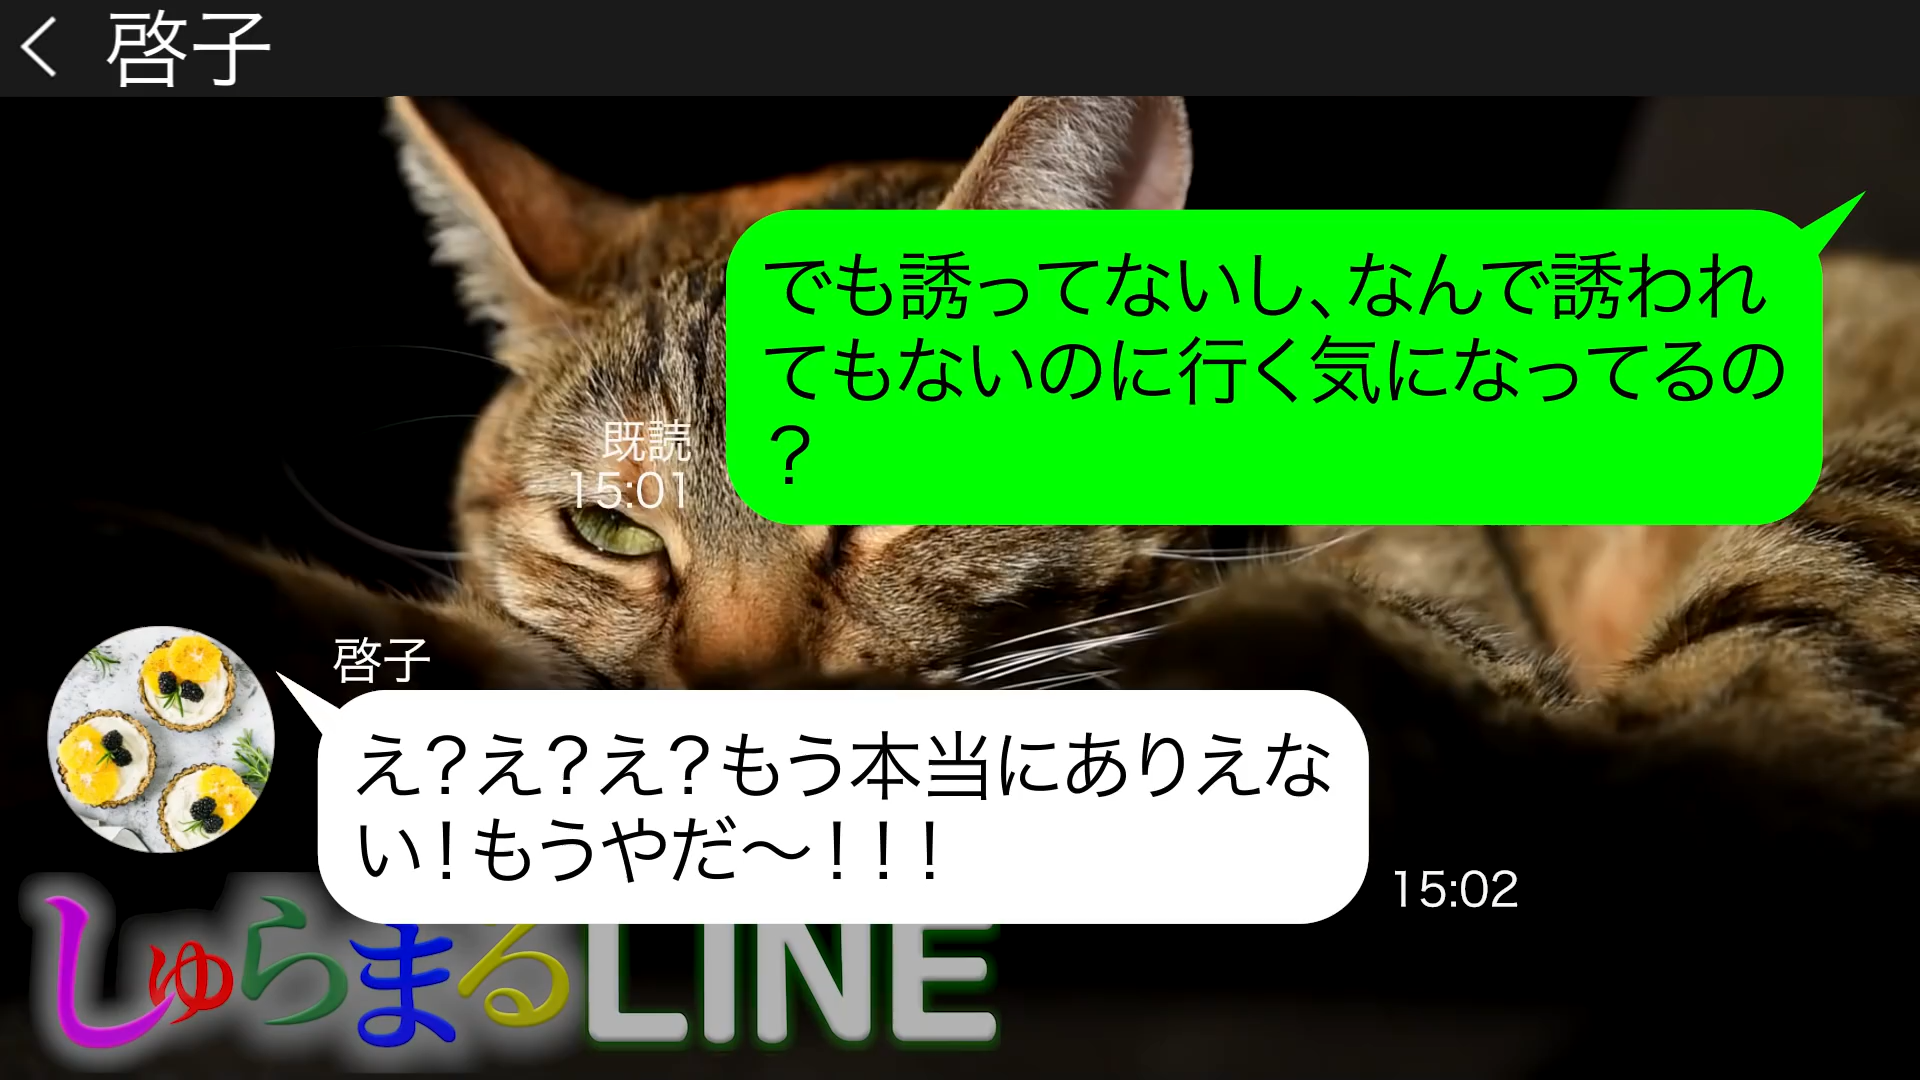 啓子
でも誘ってないし、なんで誘われ
てもないのに行く気になってるの
?
既読
15:01
啓子
え?え?え?もう本当にありえな
い!もうやだ〜!!!
15:02
しゅらまるLINE